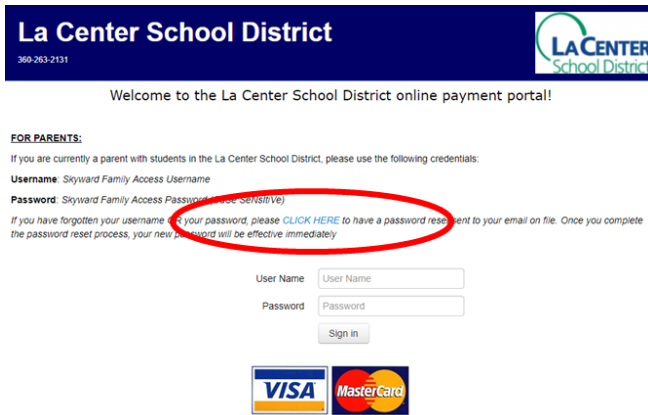 La Center School District
360-263-2131
LACENTER
School District
Welcome to the La Center School District online payment portal!
FOR PARENTS:
If you are currently a parent with students in the La Center School District, please use the following credentials:
Username: Skyward Family Access Username
Password: Skyward Family Access Password (CaSe SeNsItIvE)
If you have forgotten your username OR your password, please CLICK HERE to have a password reset sent to your email on file. Once you complete
the password reset process, your new password will be effective immediately
User Name User Name
Password Password
Sign in
VISA MasterCard